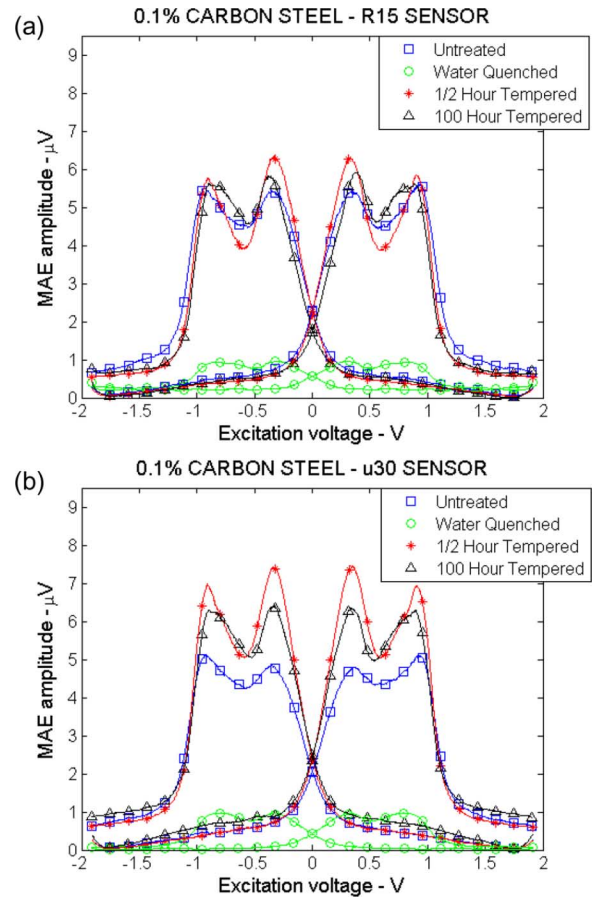 0.1% CARBON STEEL - R15 SENSOR
(a)
Untreated
Water Quenched
1/2 Hour Tempered
100 Hour Tempered
MAE amplitude - µV
9
8
7
6
5
4
3
2
1
0
-2
-1.5
-1
-0.5
0
0.5
1
1.5
2
Excitation voltage - V
0.1% CARBON STEEL - u30 SENSOR
(b)
Untreated
Water Quenched
1/2 Hour Tempered
100 Hour Tempered
MAE amplitude - µV
9
8
7
6
5
4
3
2
1
0
-2
-1.5
-1
-0.5
0
0.5
1
1.5
2
Excitation voltage - V